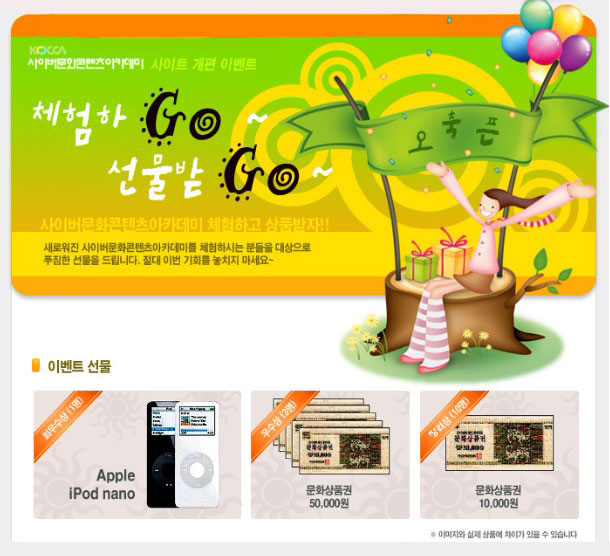 KOCCA
사이버문화콘텐츠아카데미 사이트 개편 이벤트
체험하 Go ~
선물받 Go ~
오 축 픈
사이버문화콘텐츠아카데미 체험하고 상품받자!!
새로워진 사이버문화콘텐츠아카데미를 체험하시는 분들을 대상으로
푸짐한 선물을 드립니다. 절대 이번 기회를 놓치지 마세요~
이벤트 선물
최우수상 (1명)
Apple
iPod nano
우수상 (3명)
문화상품권
50,000원
장려상 (10명)
문화상품권
문화상품권
10,000원
※ 이미지와 실제 상품에 차이가 있을 수 있습니다